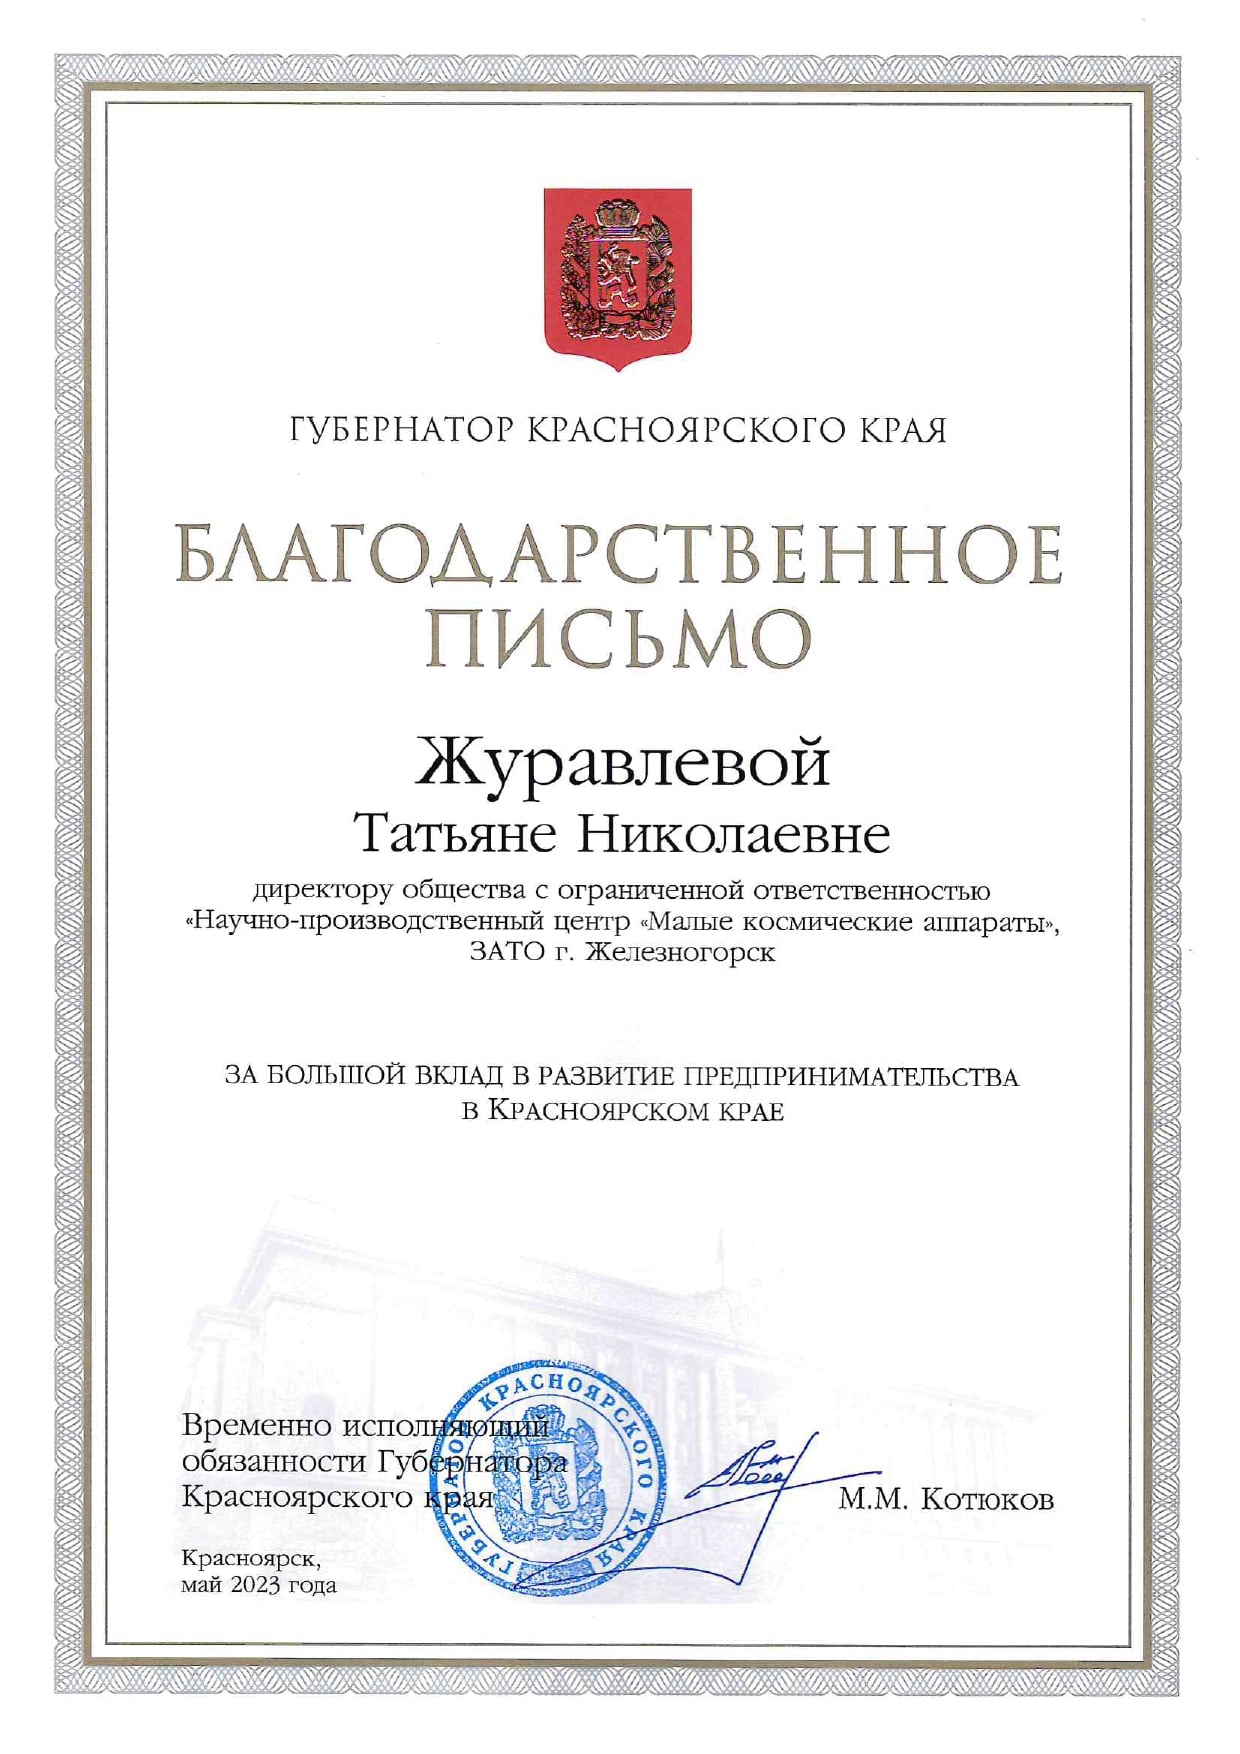 ГУБЕРНАТОР КРАСНОЯРСКОГО КРАЯ
БЛАГОДАРСТВЕННОЕ
ПИСЬМО
Журавлевой
Татьяне Николаевне
директору общества с ограниченной ответственностью
«Научно-производственный центр «Малые космические аппараты»,
ЗАТО г. Железногорск
ЗА БОЛЬШОЙ ВКЛАД В РАЗВИТИЕ ПРЕДПРИНИМАТЕЛЬСТВА
В КРАСНОЯРСКОМ КРАЕ
Временно исполняющий
обязанности Губернатора
Красноярского края
М.М. Котюков
Красноярск,
май 2023 года
ГУБЕРНАТОР КРАСНОЯРСКОГО КРАЯ